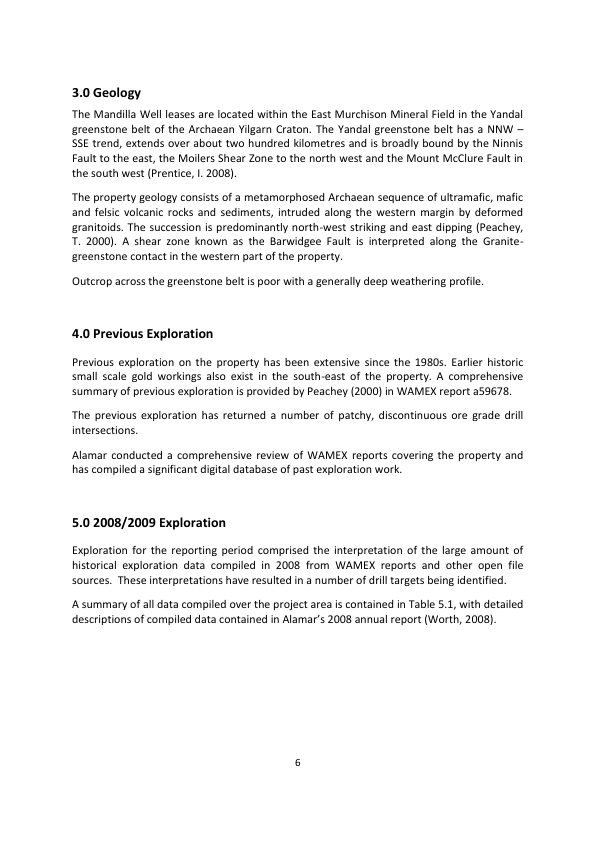 3.0 Geology
The Mandilla Well leases are located within the East Murchison Mineral Field in the Yandal
greenstone belt of the Archaean Yilgarn Craton. The Yandal greenstone belt has a NNW –
SSE trend, extends over about two hundred kilometres and is broadly bound by the Ninnis
Fault to the east, the Moilers Shear Zone to the north west and the Mount McClure Fault in
the south west (Prentice, I. 2008).
The property geology consists of a metamorphosed Archaean sequence of ultramafic, mafic
and felsic volcanic rocks and sediments, intruded along the western margin by deformed
granitoids. The succession is predominantly north-west striking and east dipping (Peachey,
T. 2000). A shear zone known as the Barwidgee Fault is interpreted along the Granite-
greenstone contact in the western part of the property.
Outcrop across the greenstone belt is poor with a generally deep weathering profile.
4.0 Previous Exploration
Previous exploration on the property has been extensive since the 1980s. Earlier historic
small scale gold workings also exist in the south-east of the property. A comprehensive
summary of previous exploration is provided by Peachey (2000) in WAMEX report a59678.
The previous exploration has returned a number of patchy, discontinuous ore grade drill
intersections.
Alamar conducted a comprehensive review of WAMEX reports covering the property and
has compiled a significant digital database of past exploration work.
5.0 2008/2009 Exploration
Exploration for the reporting period comprised the interpretation of the large amount of
historical exploration data compiled in 2008 from WAMEX reports and other open file
sources.  These interpretations have resulted in a number of drill targets being identified.
A summary of all data compiled over the project area is contained in Table 5.1, with detailed
descriptions of compiled data contained in Alamar's 2008 annual report (Worth, 2008).
6